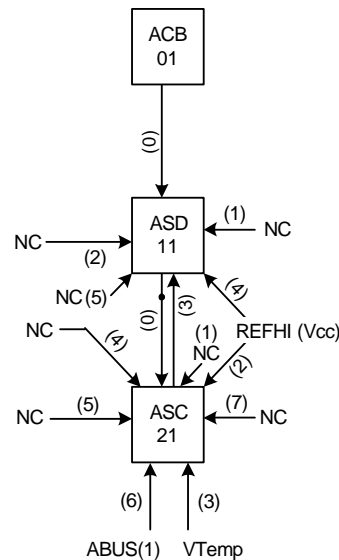 ACB
01
(0)
ASD
11
(1)
NC
NC
(2)
NC (5)
(0)
(3)
(4)
REFHI (Vcc)
NC
(4)
(1)
NC
(2)
ASC
21
NC
(5)
(7)
NC
(6)
(3)
ABUS(1)
VTemp